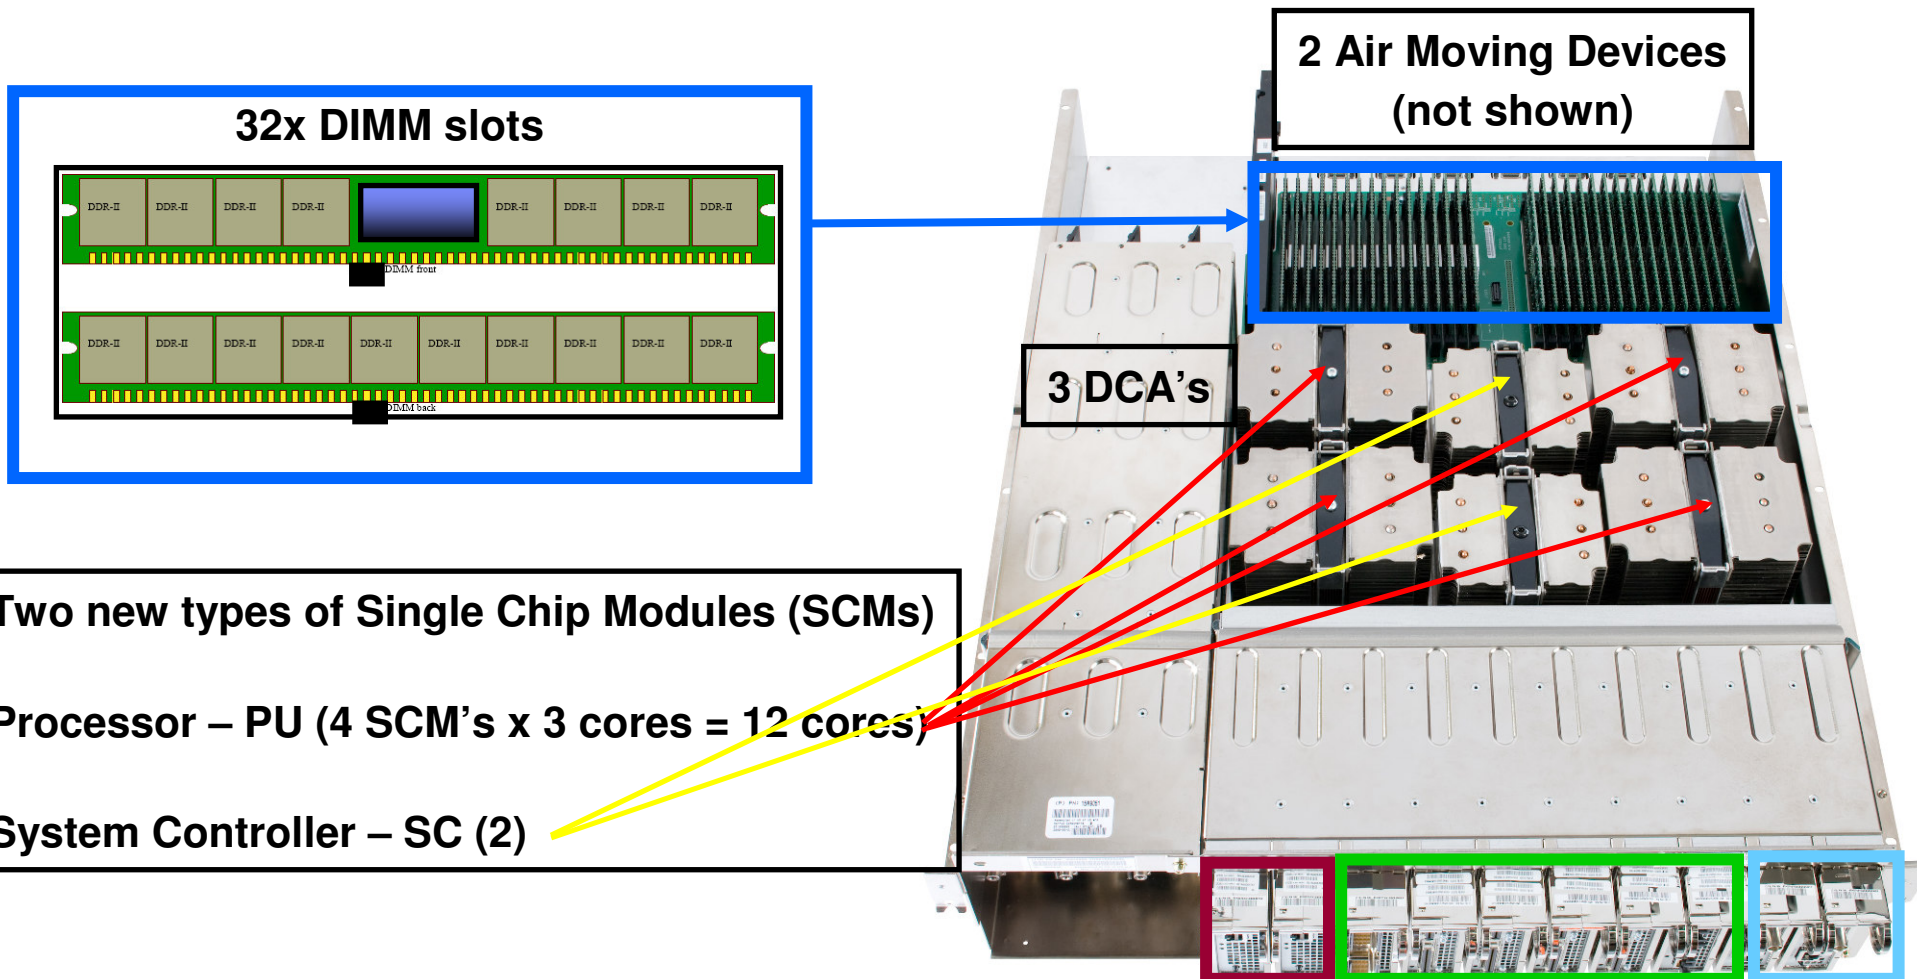 2 Air Moving Devices
(not shown)
32x DIMM slots
DDR-II DDR-II DDR-II DDR-II DDR-II DDR-II DDR-II DDR-II
DIMM front
DDR-II DDR-II DDR-II DDR-II DDR-II DDR-II DDR-II DDR-II DDR-II DDR-II
DIMM back
3 DCA's
Two new types of Single Chip Modules (SCMs)
Processor – PU (4 SCM's x 3 cores = 12 cores)
System Controller – SC (2)